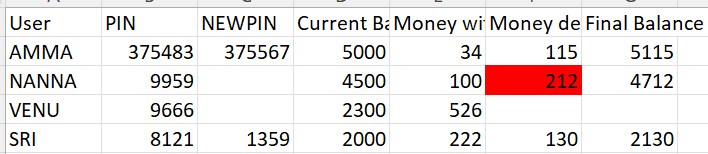 User PIN NEWPIN Current Ba Money wit Money de Final Balance
AMMA 375483 375567 5000 34 115 5115
NANNA 9959 4500 100 212 4712
VENU 9666 2300 526
SRI 8121 1359 2000 222 130 2130